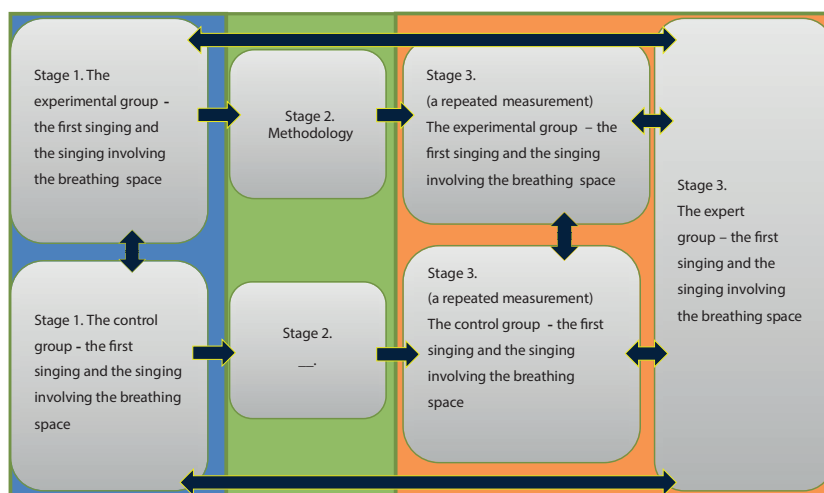 Stage 1. The
experimental group -
the first singing and
the singing involving
the breathing space
Stage 2.
Methodology
Stage 3.
(a repeated measurement)
The experimental group – the
first singing and the singing
involving the breathing space
Stage 3.
The expert
group – the first
singing and the
singing involving
the breathing space
Stage 1. The control
group - the first
singing and the singing
involving the breathing
space
Stage 2.
__.
Stage 3.
(a repeated measurement)
The control group - the first
singing and the singing
involving the breathing
space